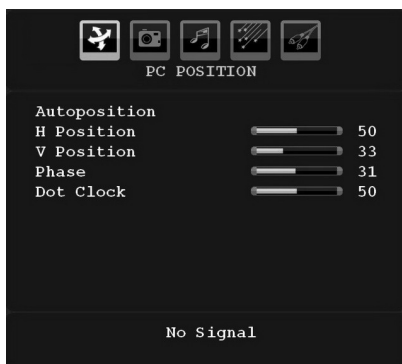 PC POSITION
Autoposition
H Position 50
V Position 33
Phase 31
Dot Clock 50
No Signal